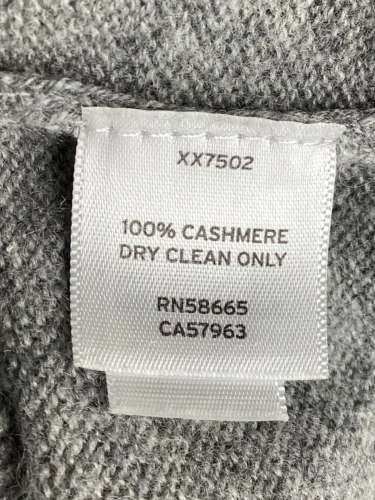 XX7502
100% CASHMERE
DRY CLEAN ONLY
RN58665
CA57963